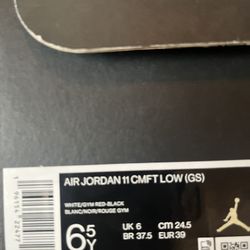 AIR JORDAN 11 CMFT LOW (GS)
WHITE/GYM RED-BLACK
BLANC/NOIR/ROUGE GYM
6.5Y
UK 6 cm 24.5
BR 37.5 EUR 39